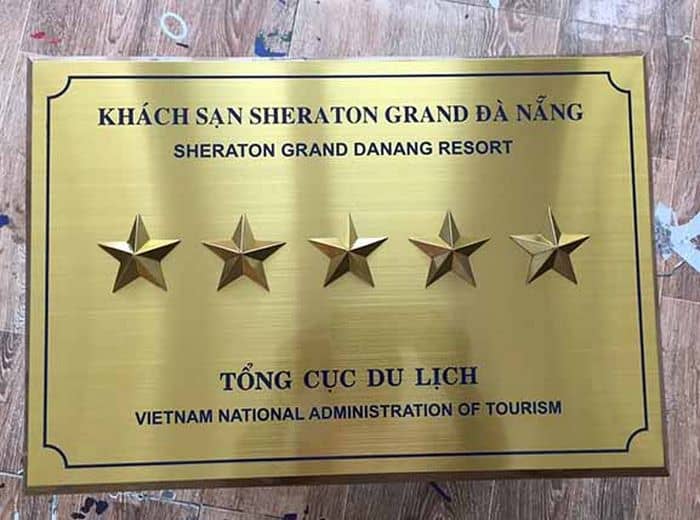 KHÁCH SẠN SHERATON GRAND ĐÀ NẴNG
SHERATON GRAND DANANG RESORT
TỔNG CỤC DU LỊCH
VIETNAM NATIONAL ADMINISTRATION OF TOURISM